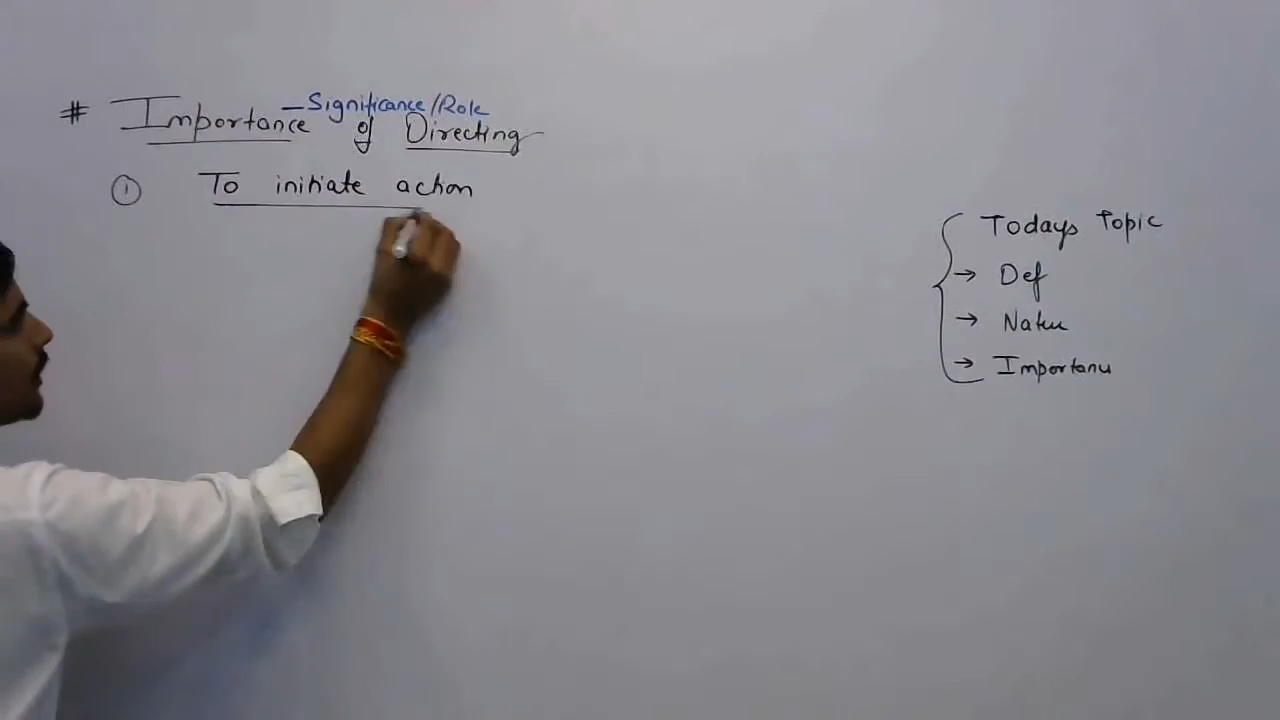 # Importance of Directing
– Significance/Role
① To initiate action
Todays Topic
→ Def
→ Natu
→ Importanu